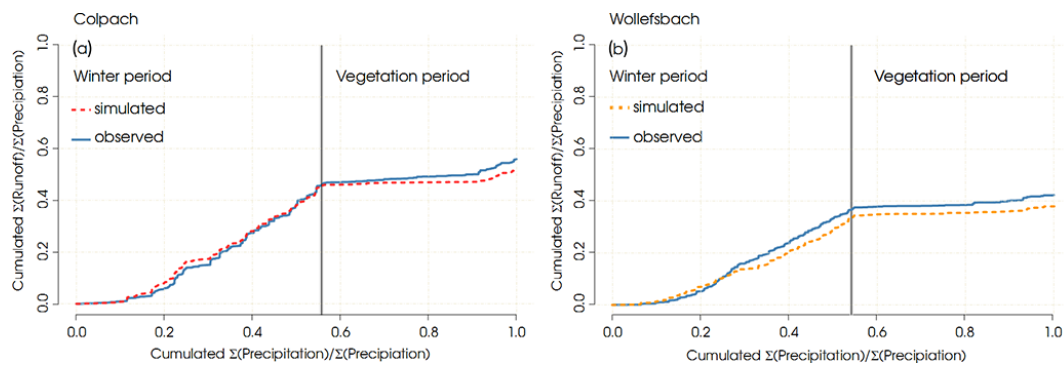 Colpach
(a)
Winter period
Vegetation period
simulated
observed
Cumulated Σ(Runoff)/Σ(Precipiation)
0.0
0.2
0.4
0.6
0.8
1.0
0.0
0.2
0.4
0.6
0.8
1.0
Cumulated Σ(Precipitation)/Σ(Precipiation)
Wollefsbach
(b)
Winter period
Vegetation period
simulated
observed
Cumulated Σ(Runoff)/Σ(Precipitation)
0.0
0.2
0.4
0.6
0.8
1.0
0.0
0.2
0.4
0.6
0.8
1.0
Cumulated Σ(Precipitation)/Σ(Precipiation)